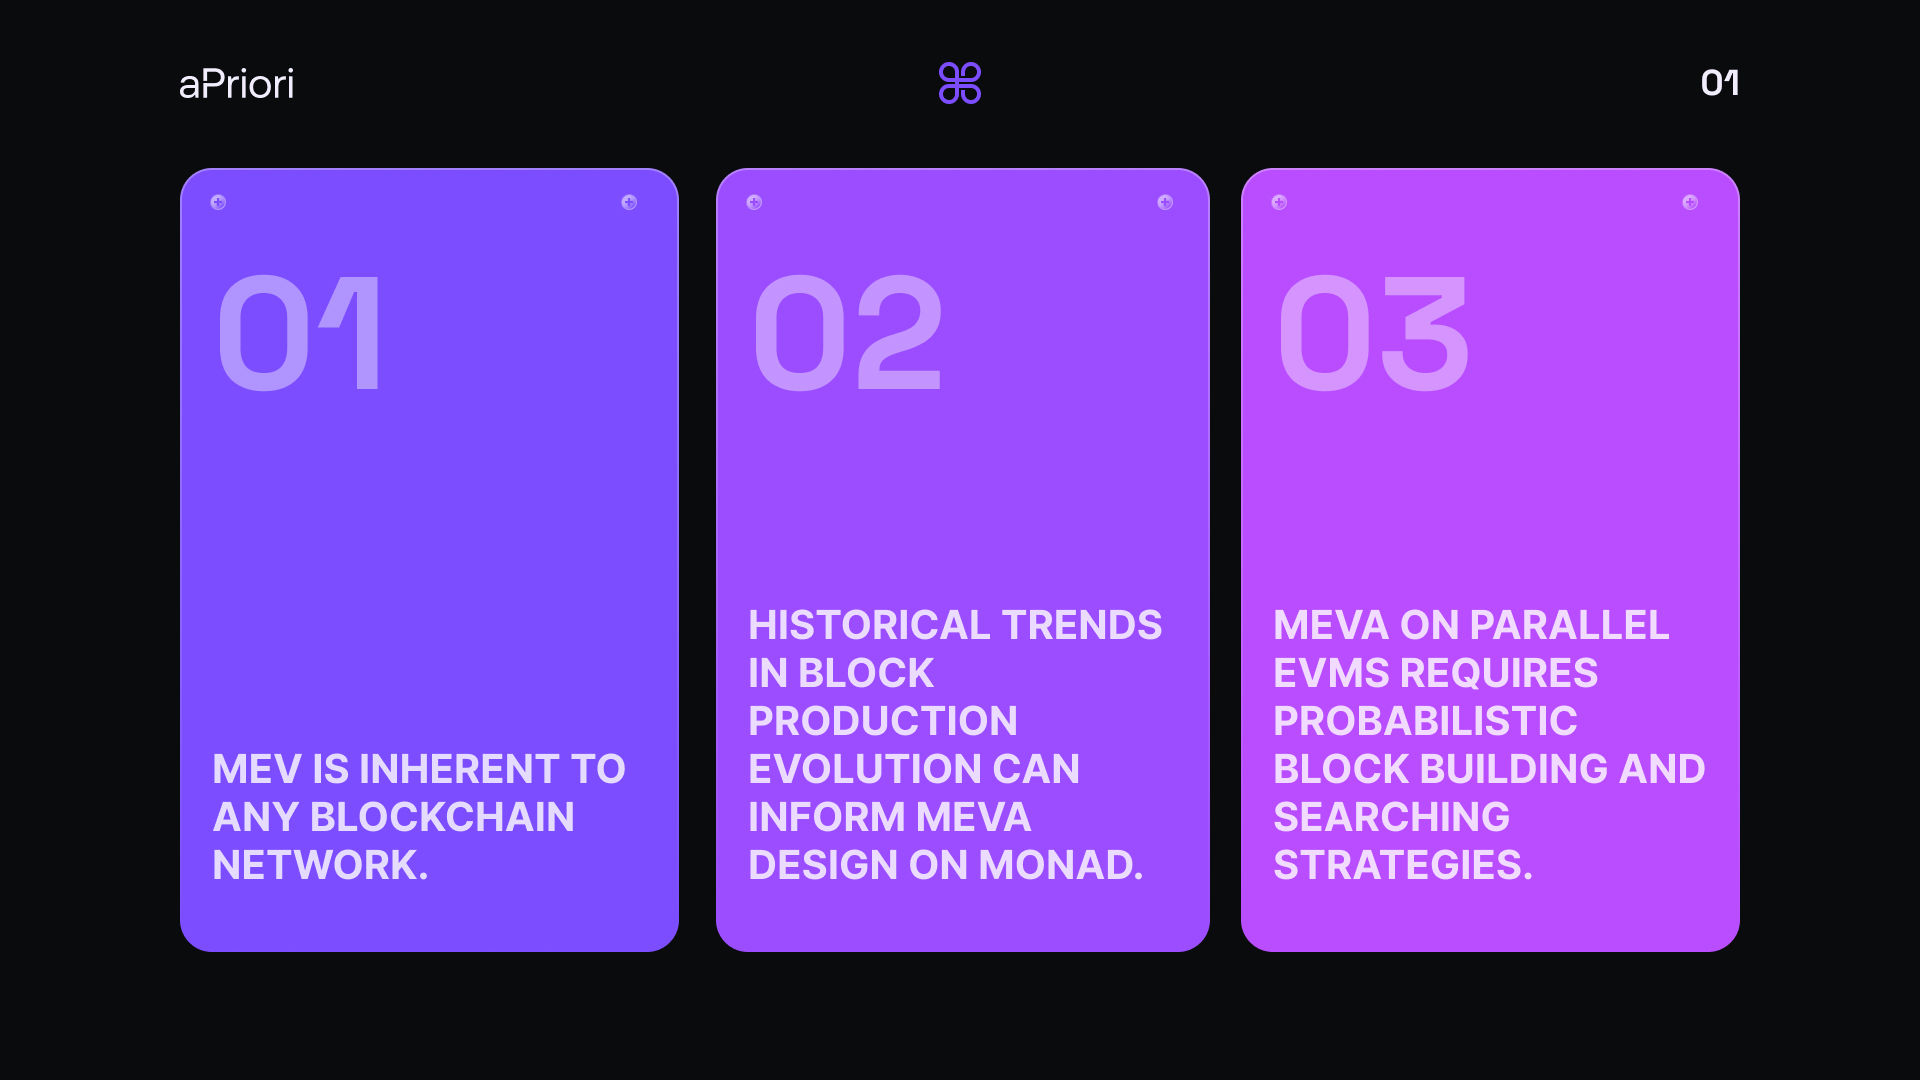 aPriori
01
01
MEV IS INHERENT TO
ANY BLOCKCHAIN
NETWORK.
02
HISTORICAL TRENDS
IN BLOCK
PRODUCTION
EVOLUTION CAN
INFORM MEVA
DESIGN ON MONAD.
03
MEVA ON PARALLEL
EVMS REQUIRES
PROBABILISTIC
BLOCK BUILDING AND
SEARCHING
STRATEGIES.